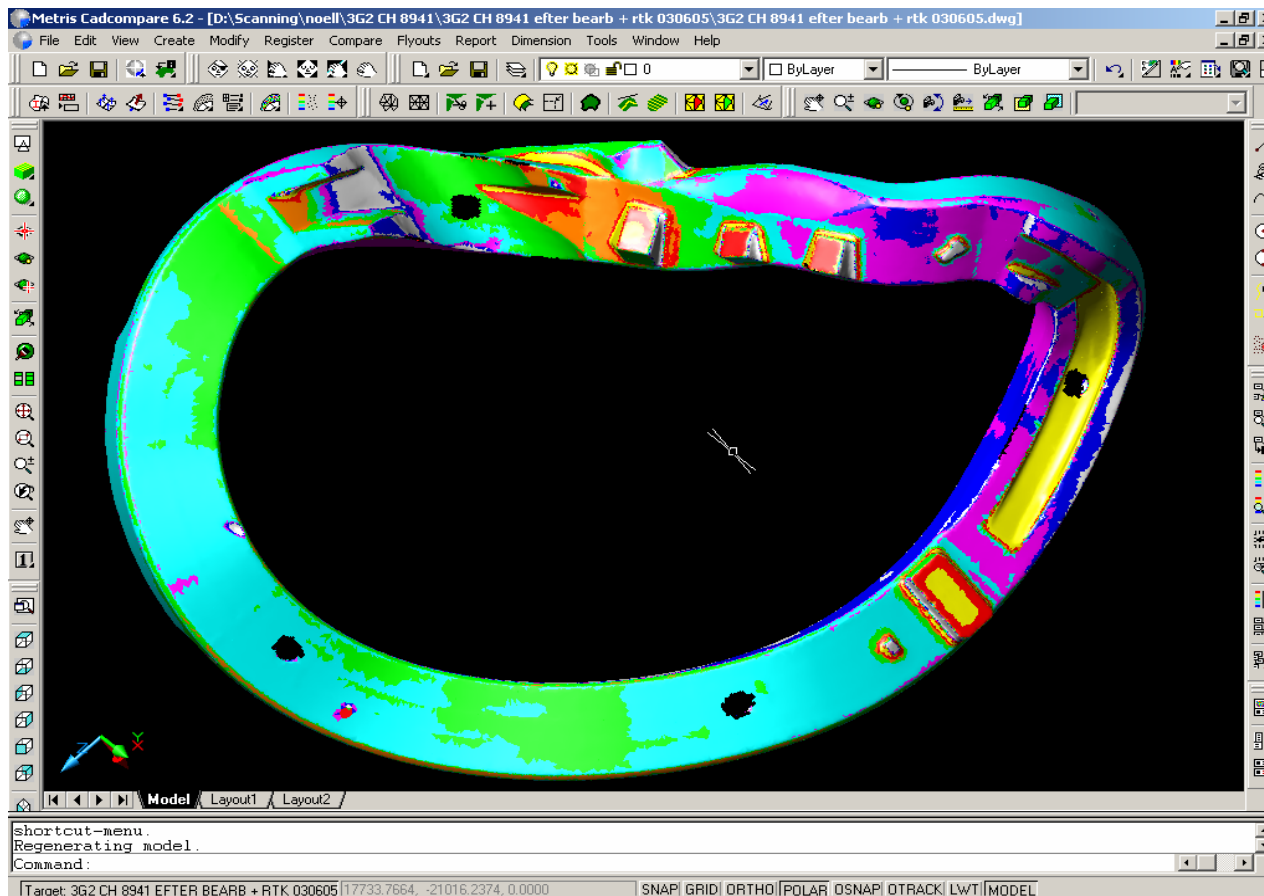 Metris Cadcompare 6.2 - [D:\Scanning\noell\3G2 CH 8941\3G2 CH 8941 efter bearb + rtk 030605\3G2 CH 8941 efter bearb + rtk 030605.dwg]
File Edit View Create Modify Register Compare Flyouts Report Dimension Tools Window Help
0 ByLayer ByLayer
Z Y X
Model Layout1 Layout2
shortcut-menu.
Regenerating model.
Command:
Target: 3G2 CH 8941 EFTER BEARB + RTK 030605 17733.7664, -21016.2374, 0.0000 SNAP GRID ORTHO POLAR OSNAP OTRACK LWT MODEL